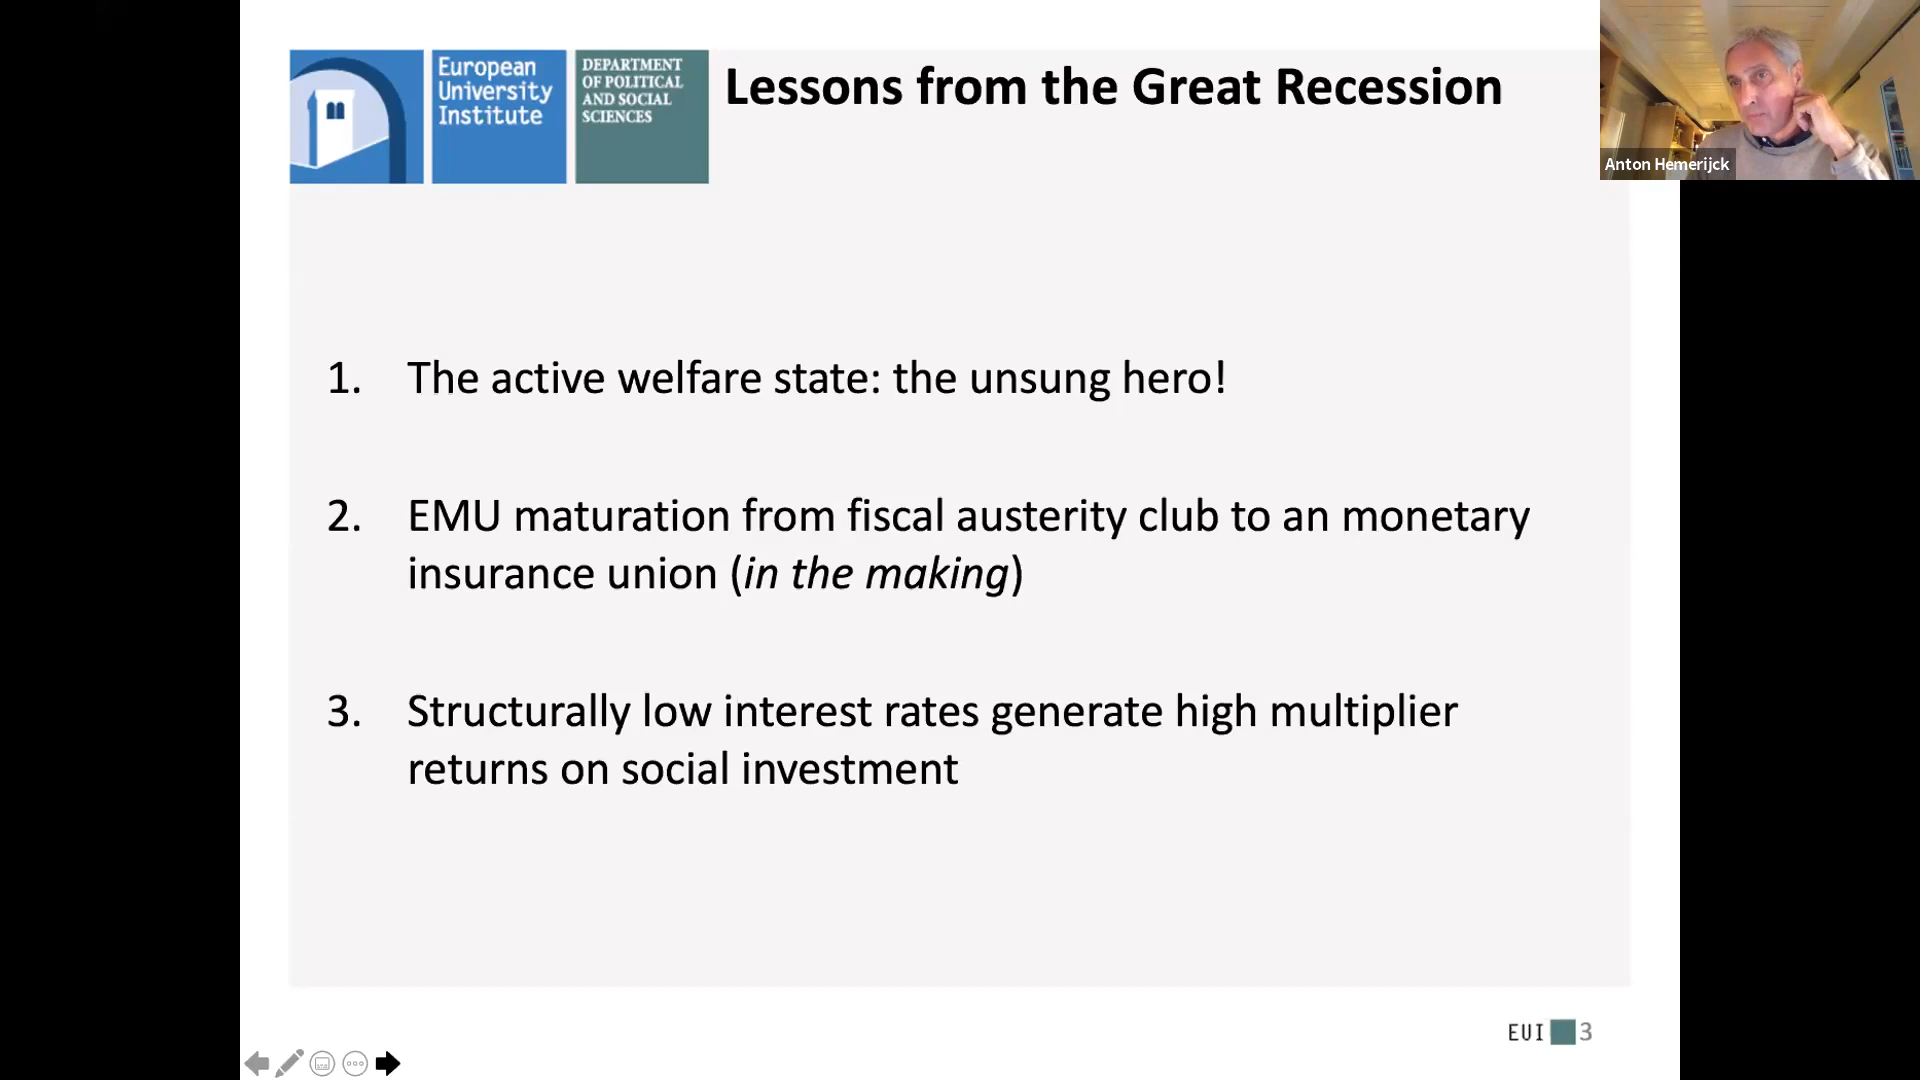 European
University
Institute
DEPARTMENT
OF POLITICAL
AND SOCIAL
SCIENCES
Lessons from the Great Recession
Anton Hemerijck
1. The active welfare state: the unsung hero!
2. EMU maturation from fiscal austerity club to an monetary
insurance union (in the making)
3. Structurally low interest rates generate high multiplier
returns on social investment
EUI 3